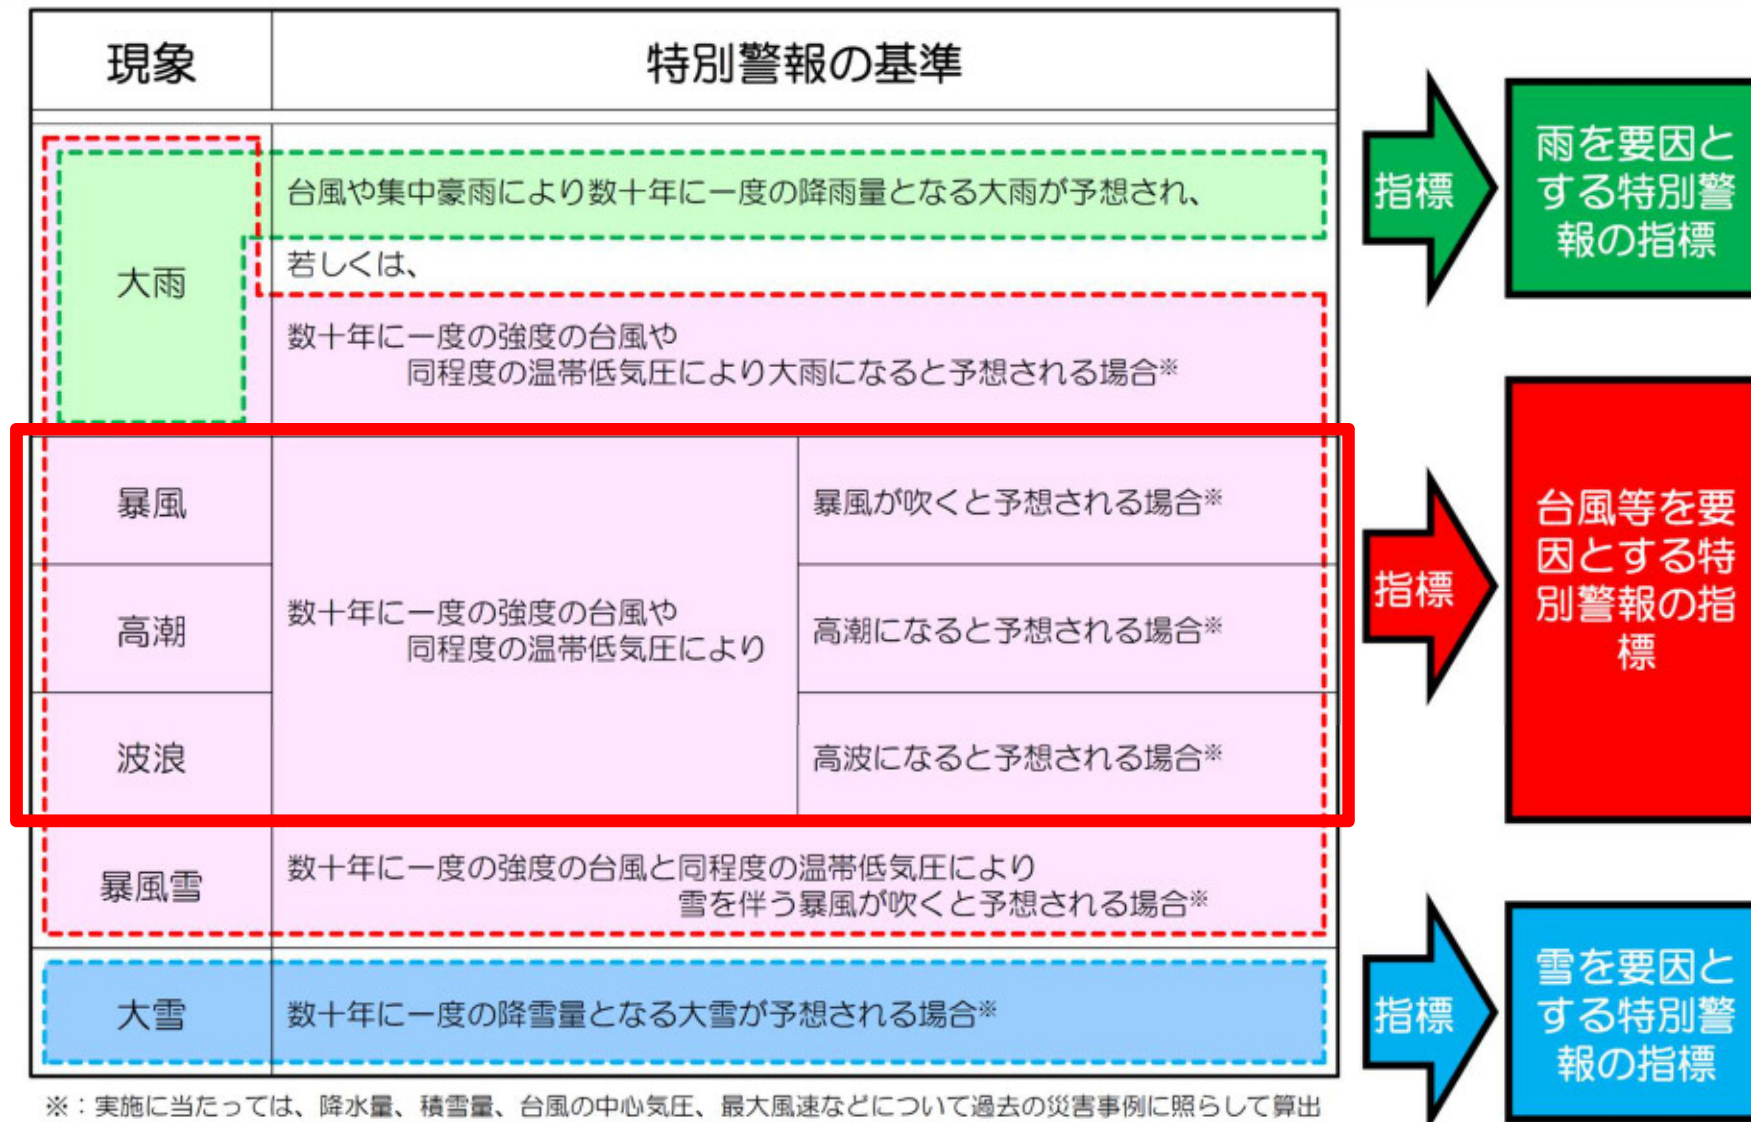 現象
特別警報の基準
大雨
台風や集中豪雨により数十年に一度の降雨量となる大雨が予想され、
若しくは、
数十年に一度の強度の台風や
同程度の温帯低気圧により大雨になると予想される場合※
暴風
高潮
波浪
数十年に一度の強度の台風や
同程度の温帯低気圧により
暴風が吹くと予想される場合※
高潮になると予想される場合※
高波になると予想される場合※
暴風雪
数十年に一度の強度の台風と同程度の温帯低気圧により
雪を伴う暴風が吹くと予想される場合※
大雪
数十年に一度の降雪量となる大雪が予想される場合※
※：実施に当たっては、降水量、積雪量、台風の中心気圧、最大風速などについて過去の災害事例に照らして算出
指標
雨を要因と
する特別警
報の指標
指標
台風等を要
因とする特
別警報の指
標
指標
雪を要因と
する特別警
報の指標